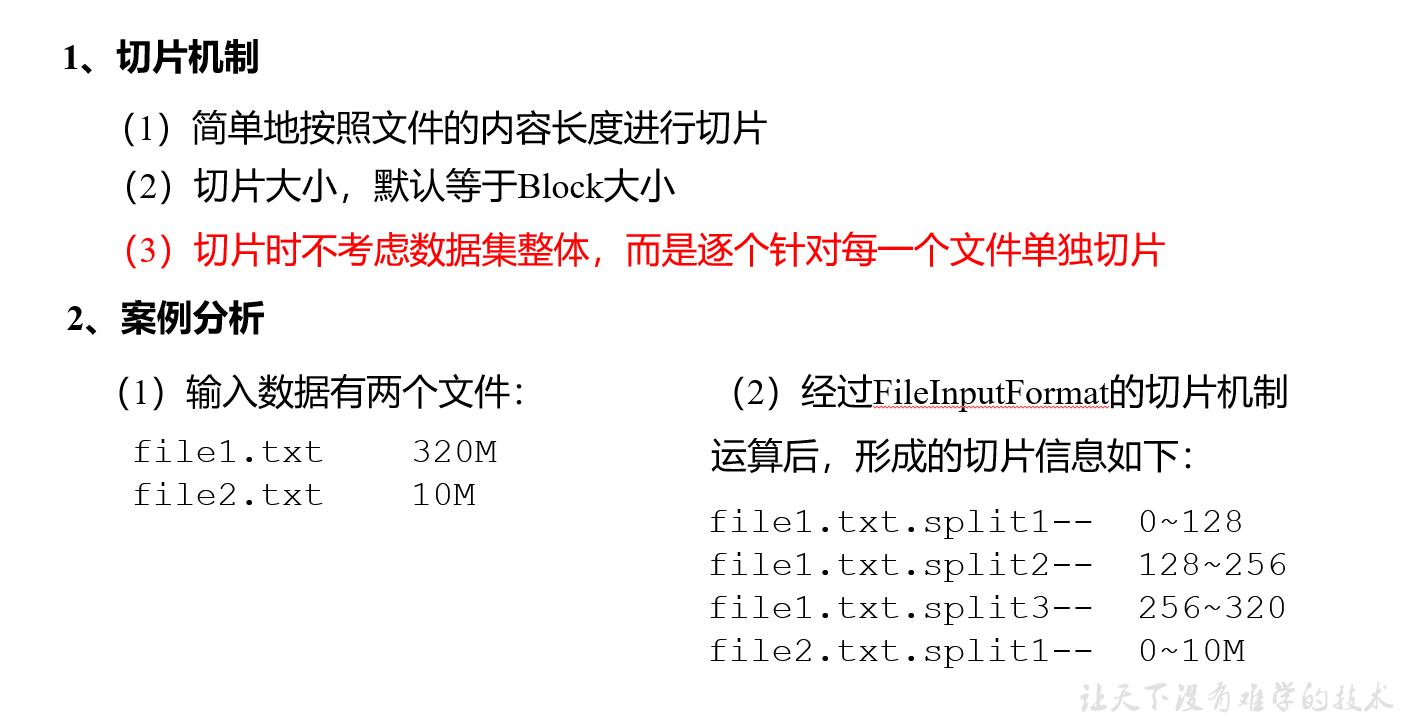 1、切片机制
（1）简单地按照文件的内容长度进行切片
（2）切片大小，默认等于Block大小
（3）切片时不考虑数据集整体，而是逐个针对每一个文件单独切片
2、案例分析
（1）输入数据有两个文件：
file1.txt    320M
file2.txt    10M
（2）经过FileInputFormat的切片机制
运算后，形成的切片信息如下：
file1.txt.split1--  0~128
file1.txt.split2--  128~256
file1.txt.split3--  256~320
file2.txt.split1--  0~10M
让天下没有难学的技术